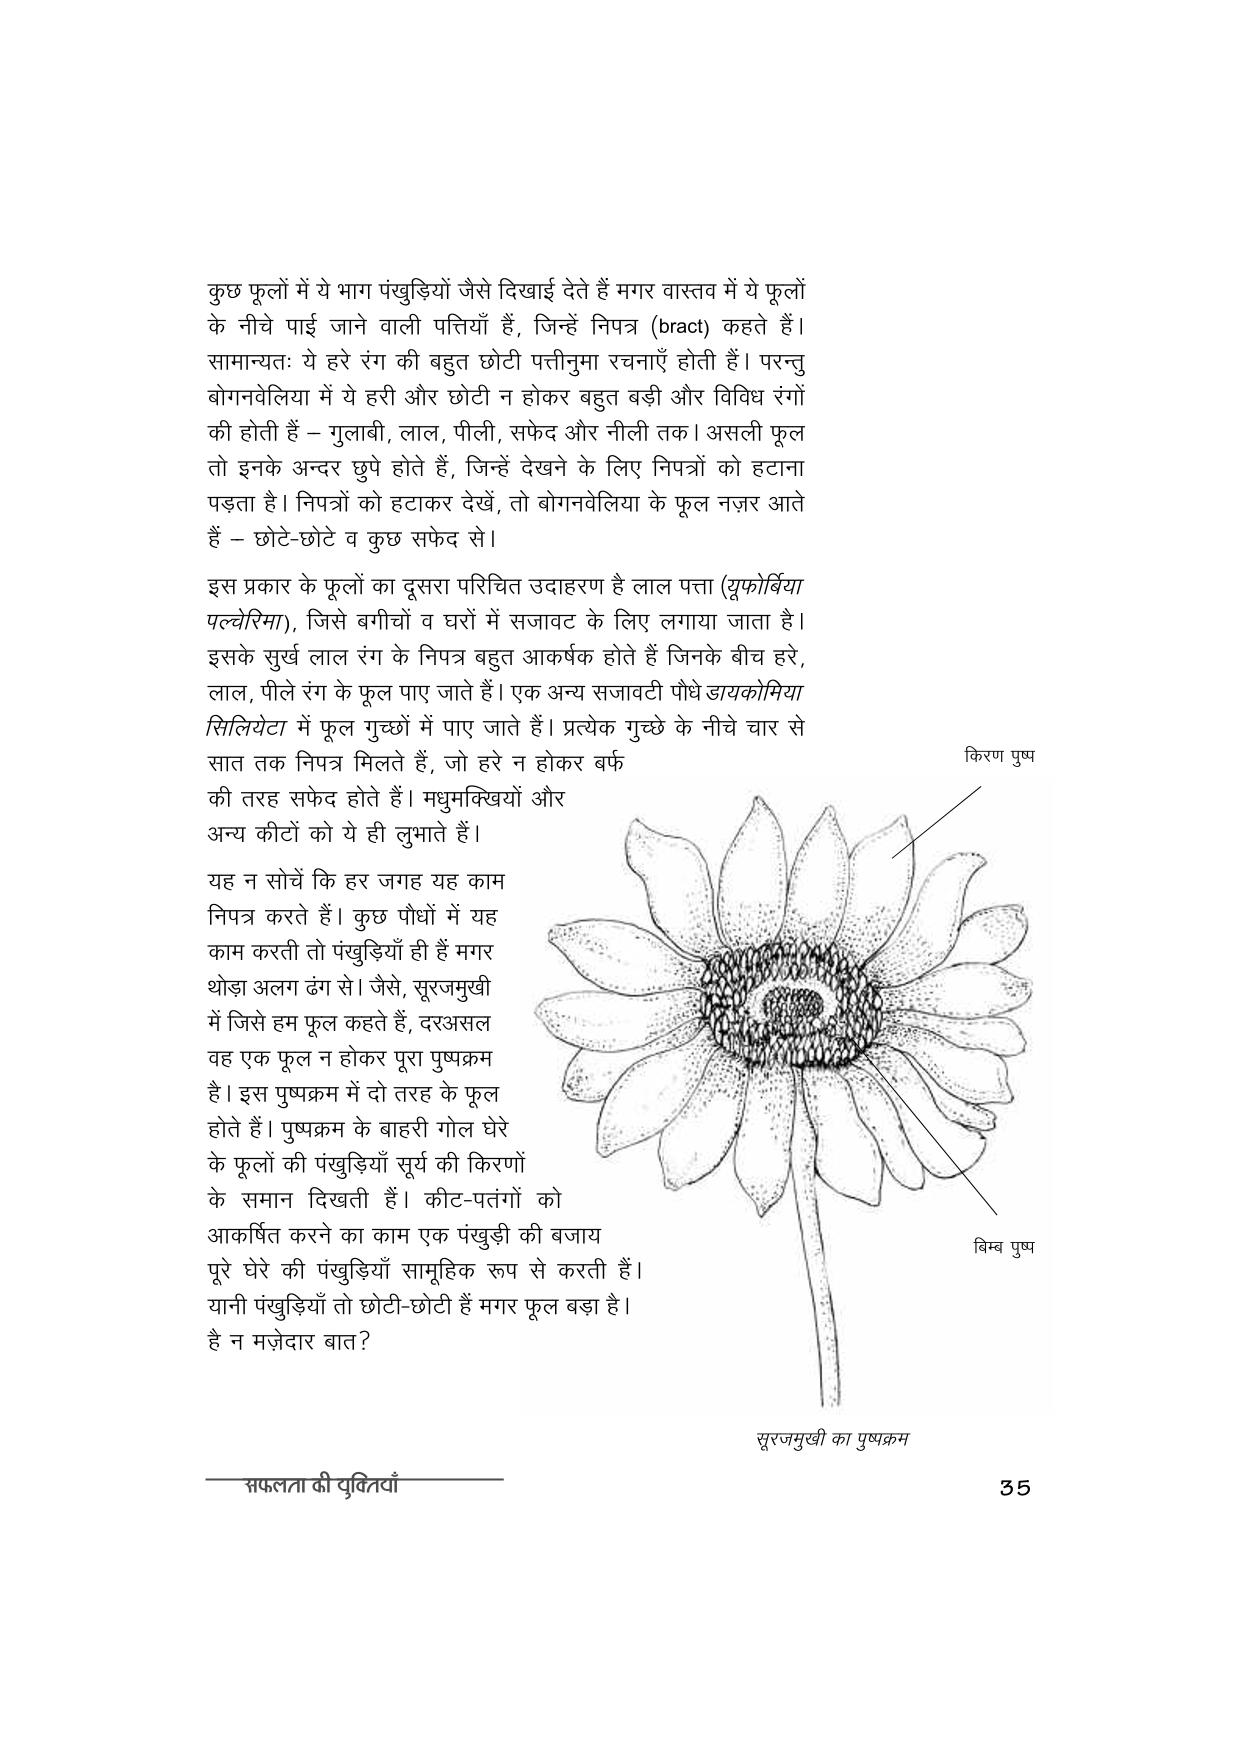 कुछ फूलों में ये भाग पंखुड़ियों जैसे दिखाई देते हैं मगर वास्तव में ये फूलों
के नीचे पाई जाने वाली पत्तियाँ हैं, जिन्हें निपत्र (bract) कहते हैं।
सामान्यतः ये हरे रंग की बहुत छोटी पत्तीनुमा रचनाएँ होती हैं। परन्तु
बोगनवेलिया में ये हरी और छोटी न होकर बहुत बड़ी और विविध रंगों
की होती हैं – गुलाबी, लाल, पीली, सफेद और नीली तक। असली फूल
तो इनके अन्दर छुपे होते हैं, जिन्हें देखने के लिए निपत्रों को हटाना
पड़ता है। निपत्रों को हटाकर देखें, तो बोगनवेलिया के फूल नज़र आते
हैं – छोटे-छोटे व कुछ सफेद से।
इस प्रकार के फूलों का दूसरा परिचित उदाहरण है लाल पत्ता (यूफोर्बिया
पल्चेरिमा), जिसे बगीचों व घरों में सजावट के लिए लगाया जाता है।
इसके सुर्ख लाल रंग के निपत्र बहुत आकर्षक होते हैं जिनके बीच हरे,
लाल, पीले रंग के फूल पाए जाते हैं। एक अन्य सजावटी पौधे डायकोमिया
सिलियेटा में फूल गुच्छों में पाए जाते हैं। प्रत्येक गुच्छे के नीचे चार से
सात तक निपत्र मिलते हैं, जो हरे न होकर बर्फ
की तरह सफेद होते हैं। मधुमक्खियों और
अन्य कीटों को ये ही लुभाते हैं।
यह न सोचें कि हर जगह यह काम
निपत्र करते हैं। कुछ पौधों में यह
काम करती तो पंखुड़ियाँ ही हैं मगर
थोड़ा अलग ढंग से। जैसे, सूरजमुखी
में जिसे हम फूल कहते हैं, दरअसल
वह एक फूल न होकर पूरा पुष्पक्रम
है। इस पुष्पक्रम में दो तरह के फूल
होते हैं। पुष्पक्रम के बाहरी गोल घेरे
के फूलों की पंखुड़ियाँ सूर्य की किरणों
के समान दिखती हैं। कीट-पतंगों को
आकर्षित करने का काम एक पंखुड़ी की बजाय
पूरे घेरे की पंखुड़ियाँ सामूहिक रूप से करती हैं।
यानी पंखुड़ियाँ तो छोटी-छोटी हैं मगर फूल बड़ा है।
है न मज़ेदार बात?
किरण पुष्प
बिम्ब पुष्प
सूरजमुखी का पुष्पक्रम
सफलता की युक्तियाँ
35